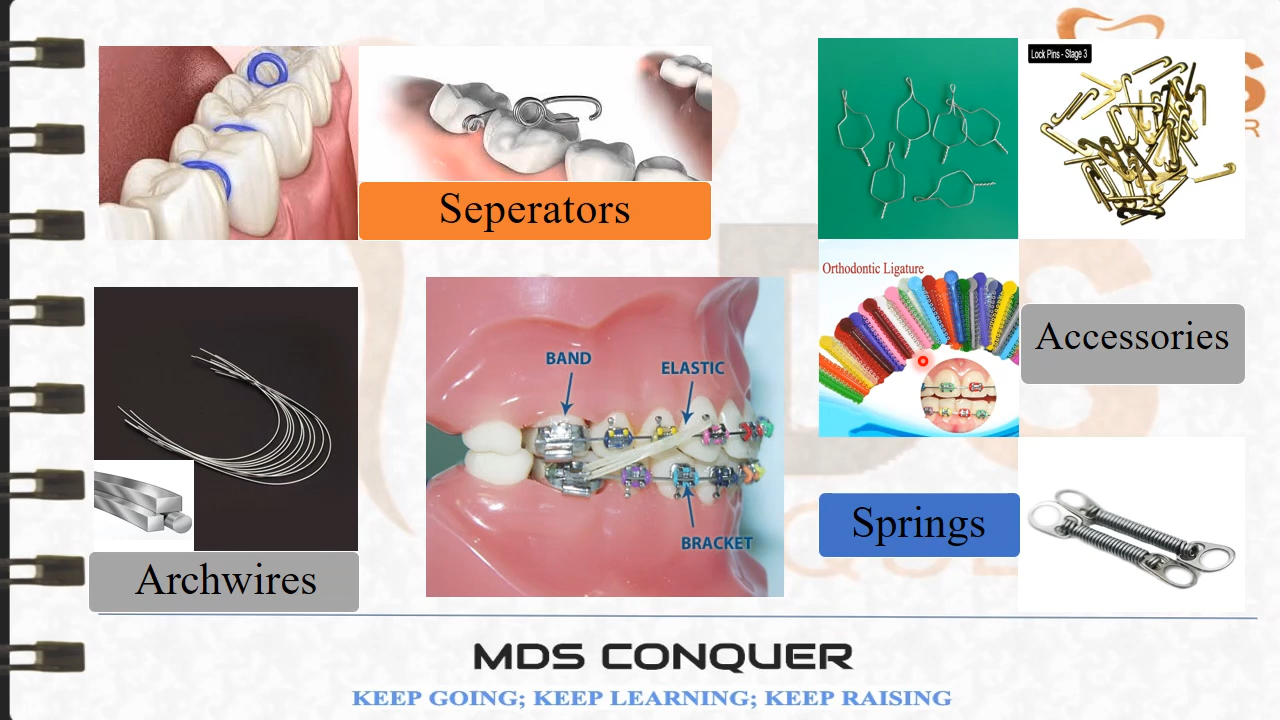 Lock Pins - Stage 3
Seperators
Orthodontic Ligature
Accessories
BAND
ELASTIC
BRACKET
Springs
Archwires
MDS CONQUER
KEEP GOING; KEEP LEARNING; KEEP RAISING